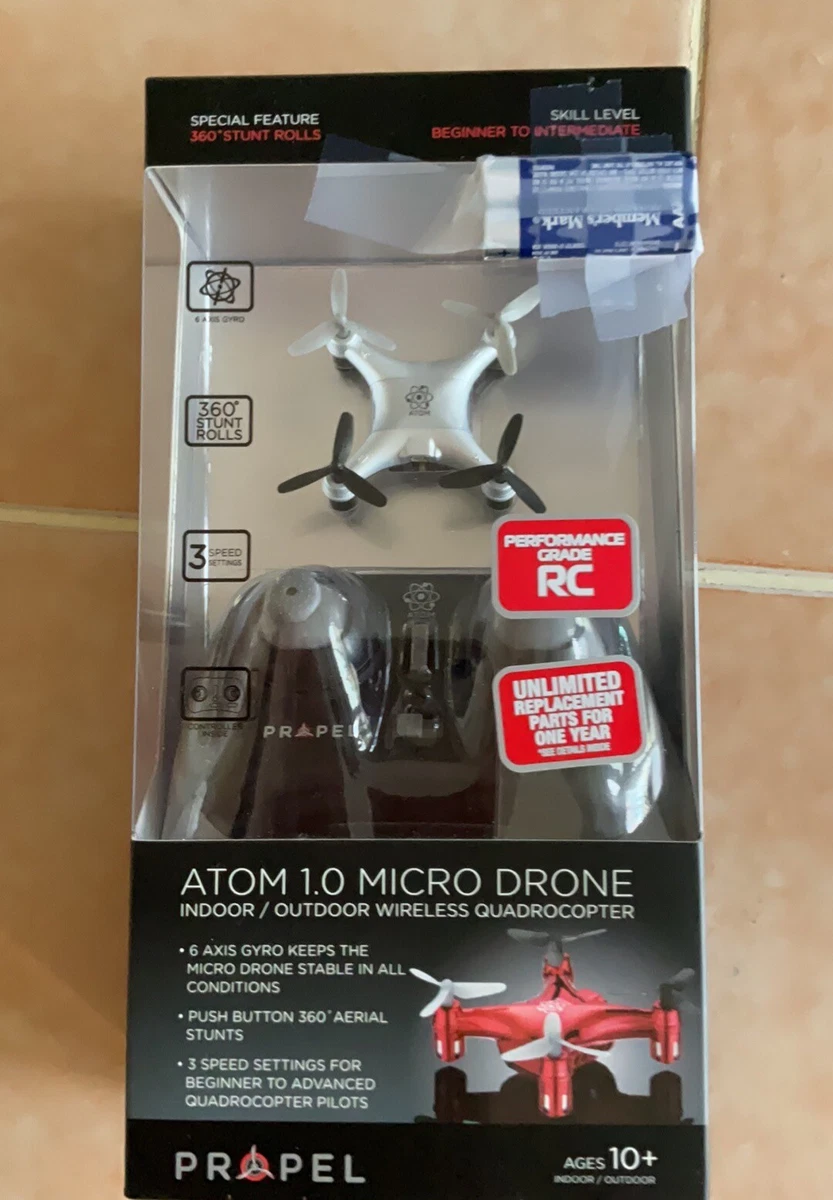 SPECIAL FEATURE
360°STUNT ROLLS
SKILL LEVEL
BEGINNER TO INTERMEDIATE
Member's Mark
AA
6 AXIS GYRO
ATOM
360°
STUNT
ROLLS
3 SPEED
SETTINGS
PERFORMANCE
GRADE
RC
ATOM
UNLIMITED
REPLACEMENT
PARTS FOR
ONE YEAR
*SEE DETAILS INSIDE
CONTROLLER
INSIDE
PROPEL
ATOM 1.0 MICRO DRONE
INDOOR / OUTDOOR WIRELESS QUADROCOPTER
• 6 AXIS GYRO KEEPS THE
MICRO DRONE STABLE IN ALL
CONDITIONS
• PUSH BUTTON 360° AERIAL
STUNTS
• 3 SPEED SETTINGS FOR
BEGINNER TO ADVANCED
QUADROCOPTER PILOTS
PROPEL
AGES 10+
INDOOR / OUTDOOR